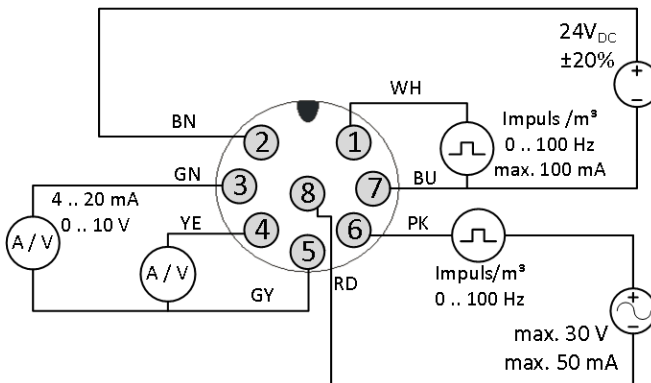 24V_DC
±20%
WH
Impuls /m³
0 .. 100 Hz
max. 100 mA
BN
2
1
GN
3
8
7
BU
4 .. 20 mA
0 .. 10 V
A / V
YE
4
6
PK
5
A / V
GY
RD
Impuls/m³
0 .. 100 Hz
max. 30 V
max. 50 mA